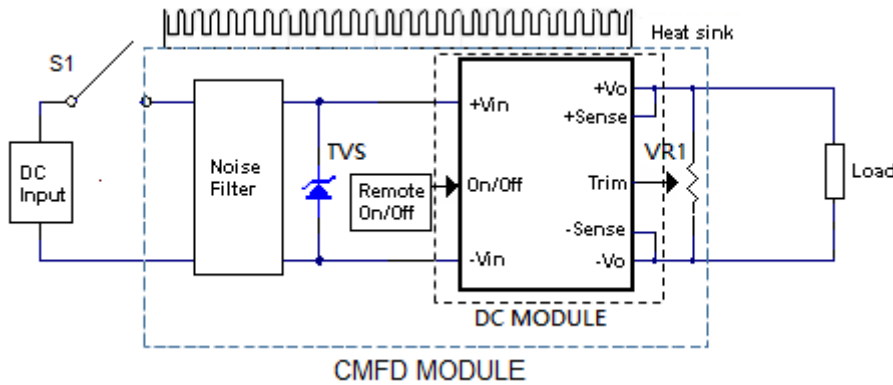 Heat sink
S1
+Vo
+Sense
+Vin
TVS
VR1
DC
Input
Noise
Filter
Remote
On/Off
On/Off
Trim
Load
-Sense
-Vin
-Vo
DC MODULE
CMFD MODULE